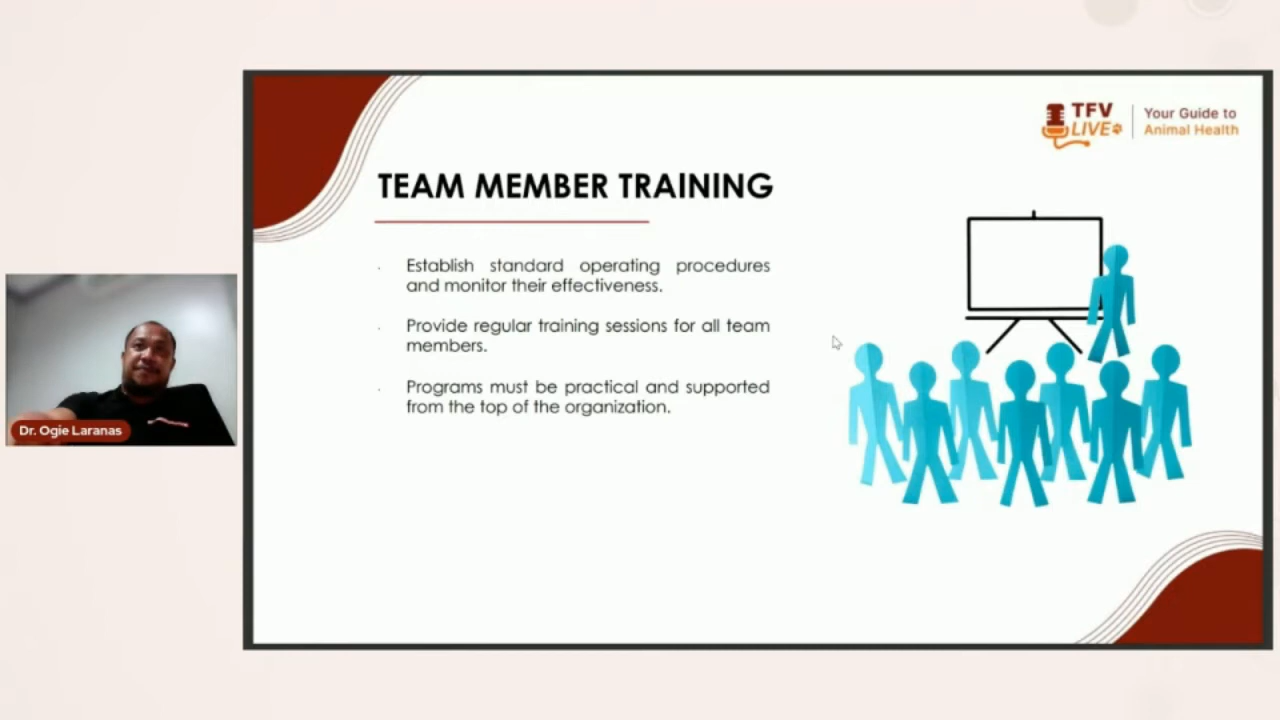 TFV
LIVE
Your Guide to
Animal Health
TEAM MEMBER TRAINING
Establish standard operating procedures
and monitor their effectiveness.
Provide regular training sessions for all team
members.
Programs must be practical and supported
from the top of the organization.
Dr. Ogie Laranas